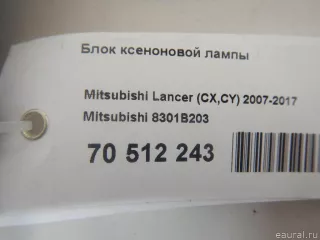 Блок ксеноновой лампы
Mitsubishi Lancer (CX,CY) 2007-2017
Mitsubishi 8301B203
70 512 243
eaural.ru